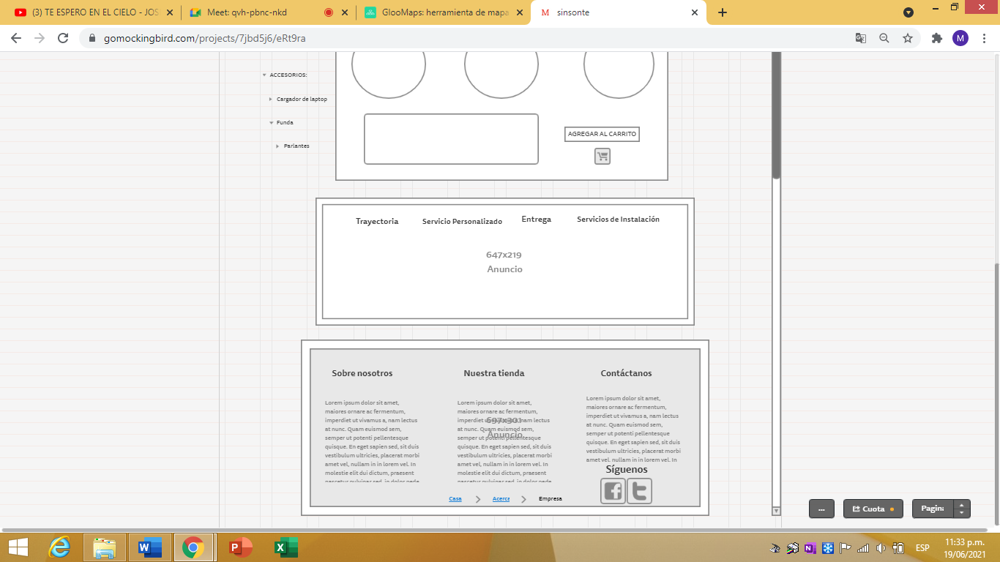 (3) TE ESPERO EN EL CIELO - JOS
Meet: qvh-pbnc-nkd
GlooMaps: herramienta de mapa
M sinsonte
gomockingbird.com/projects/7jbd5j6/eRt9ra
M
ACCESORIOS:
Cargador de laptop
Funda
Parlantes
AGREGAR AL CARRITO
Trayectoria
Servicio Personalizado
Entrega
Servicios de Instalación
647x219
Anuncio
Sobre nosotros
Lorem ipsum dolor sit amet,
maiores ornare ac fermentum,
imperdiet ut vivamus a, nam lectus
at nunc. Quam euismod sem,
semper ut potenti pellentesque
quisque. En eget sapien sed, sit duis
vestibulum ultricies, placerat morbi
amet vel, nullam in in lorem vel. In
molestie elit dui dictum, praesent
nascetur pulvinar sed, in dolor pede
Nuestra tienda
Lorem ipsum dolor sit amet,
maiores ornare ac fermentum,
imperdiet ut vivamus a, nam lectus
at nunc. Quam euismod sem,
semper ut potenti pellentesque
quisque. En eget sapien sed, sit duis
vestibulum ultricies, placerat morbi
amet vel, nullam in in lorem vel. In
molestie elit dui dictum, praesent
nascetur pulvinar sed, in dolor pede
697x301
Anuncio
Contáctanos
Lorem ipsum dolor sit amet,
maiores ornare ac fermentum,
imperdiet ut vivamus a, nam lectus
at nunc. Quam euismod sem,
semper ut potenti pellentesque
quisque. En eget sapien sed, sit duis
vestibulum ultricies, placerat morbi
amet vel, nullam in in lorem vel. In
Síguenos
Casa
Acerca
Empresa
...
Cuota
Pagina
ESP
11:33 p.m.
19/06/2021